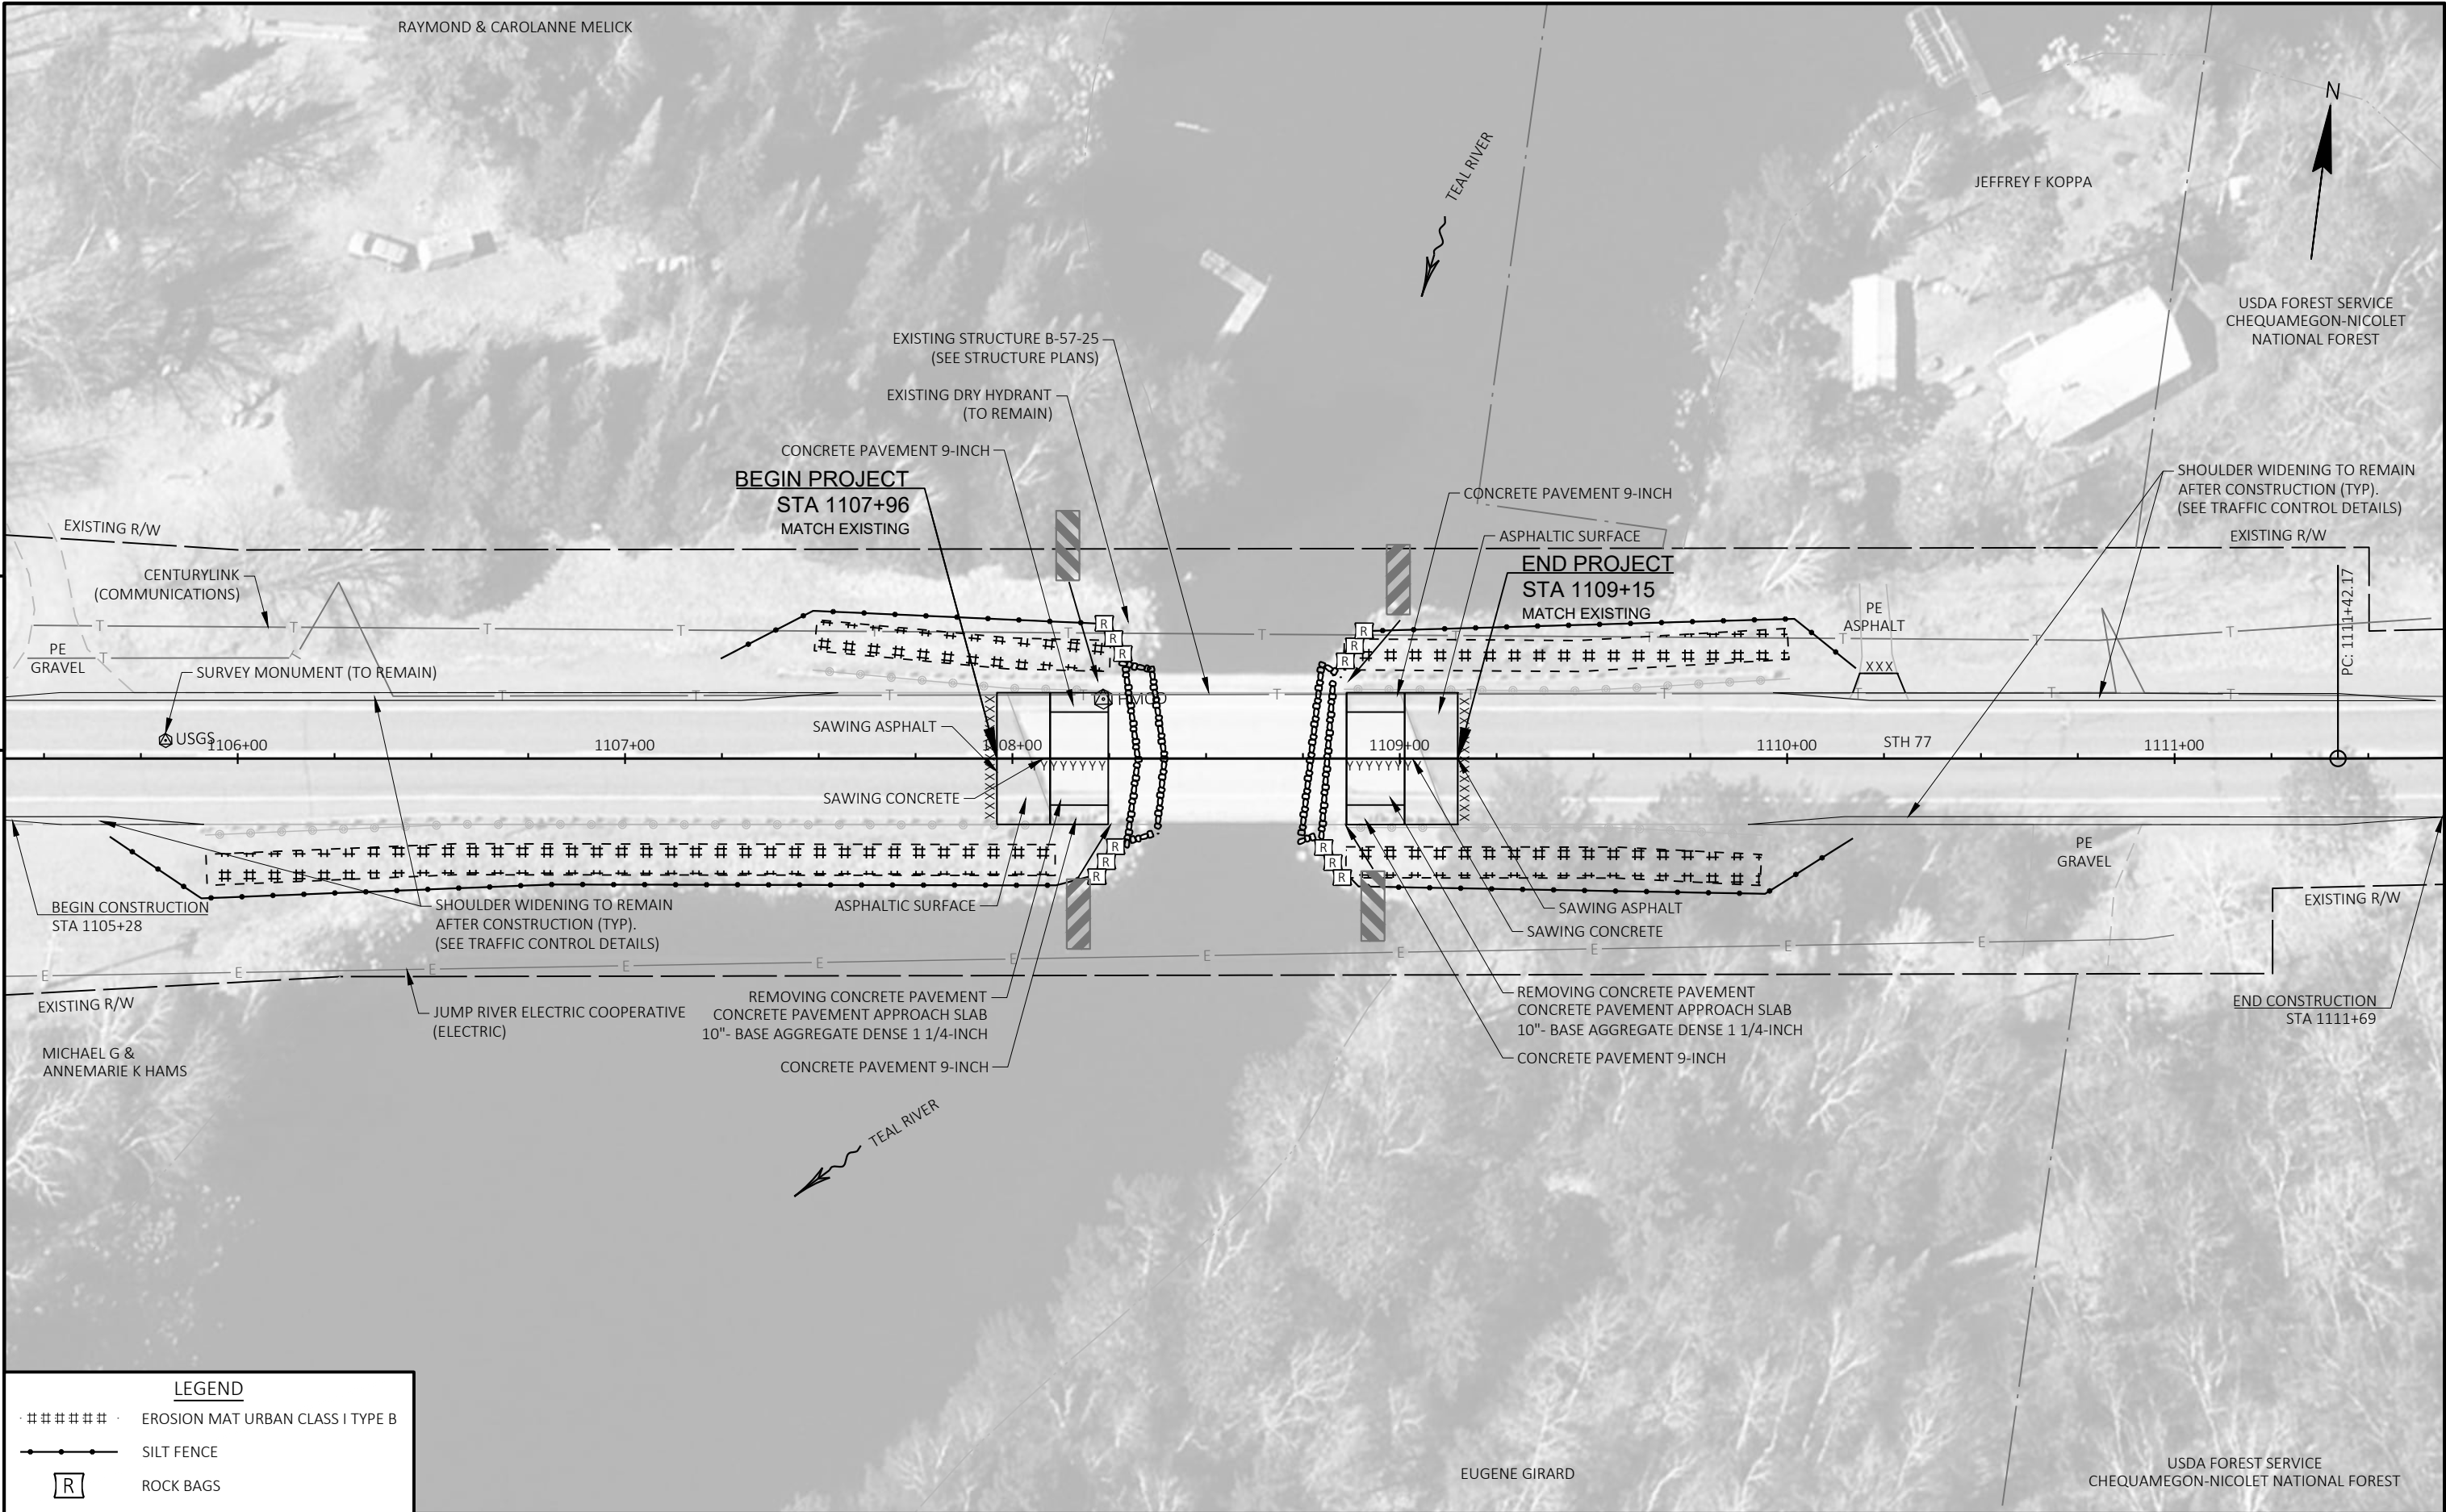 RAYMOND & CAROLANNE MELICK
TEAL RIVER
N
JEFFREY F KOPPA
USDA FOREST SERVICE
CHEQUAMEGON-NICOLET
NATIONAL FOREST
EXISTING STRUCTURE B-57-25
(SEE STRUCTURE PLANS)
EXISTING DRY HYDRANT
(TO REMAIN)
CONCRETE PAVEMENT 9-INCH
BEGIN PROJECT
STA 1107+96
MATCH EXISTING
CONCRETE PAVEMENT 9-INCH
ASPHALTIC SURFACE
END PROJECT
STA 1109+15
MATCH EXISTING
SHOULDER WIDENING TO REMAIN
AFTER CONSTRUCTION (TYP).
(SEE TRAFFIC CONTROL DETAILS)
EXISTING R/W
EXISTING R/W
CENTURYLINK
(COMMUNICATIONS)
PE
GRAVEL
SURVEY MONUMENT (TO REMAIN)
PE
ASPHALT
XXX
PC: 1111+42.17
T T T T T T T T T T T
T T T T T T T T T T
R
R
R
R
R
R
SAWING ASPHALT
USGS
1106+00
1107+00
1108+00
1109+00
1110+00
STH 77
1111+00
YYYYYYY
YYYYYYY
SAWING CONCRETE
R
R
R
R
R
R
PE
GRAVEL
BEGIN CONSTRUCTION
STA 1105+28
SHOULDER WIDENING TO REMAIN
AFTER CONSTRUCTION (TYP).
(SEE TRAFFIC CONTROL DETAILS)
ASPHALTIC SURFACE
SAWING ASPHALT
SAWING CONCRETE
EXISTING R/W
E E E E E E E E E E E
EXISTING R/W
JUMP RIVER ELECTRIC COOPERATIVE
(ELECTRIC)
REMOVING CONCRETE PAVEMENT
CONCRETE PAVEMENT APPROACH SLAB
10"- BASE AGGREGATE DENSE 1 1/4-INCH
CONCRETE PAVEMENT 9-INCH
REMOVING CONCRETE PAVEMENT
CONCRETE PAVEMENT APPROACH SLAB
10"- BASE AGGREGATE DENSE 1 1/4-INCH
CONCRETE PAVEMENT 9-INCH
END CONSTRUCTION
STA 1111+69
MICHAEL G &
ANNEMARIE K HAMS
TEAL RIVER
LEGEND
EROSION MAT URBAN CLASS I TYPE B
SILT FENCE
R ROCK BAGS
EUGENE GIRARD
USDA FOREST SERVICE
CHEQUAMEGON-NICOLET NATIONAL FOREST